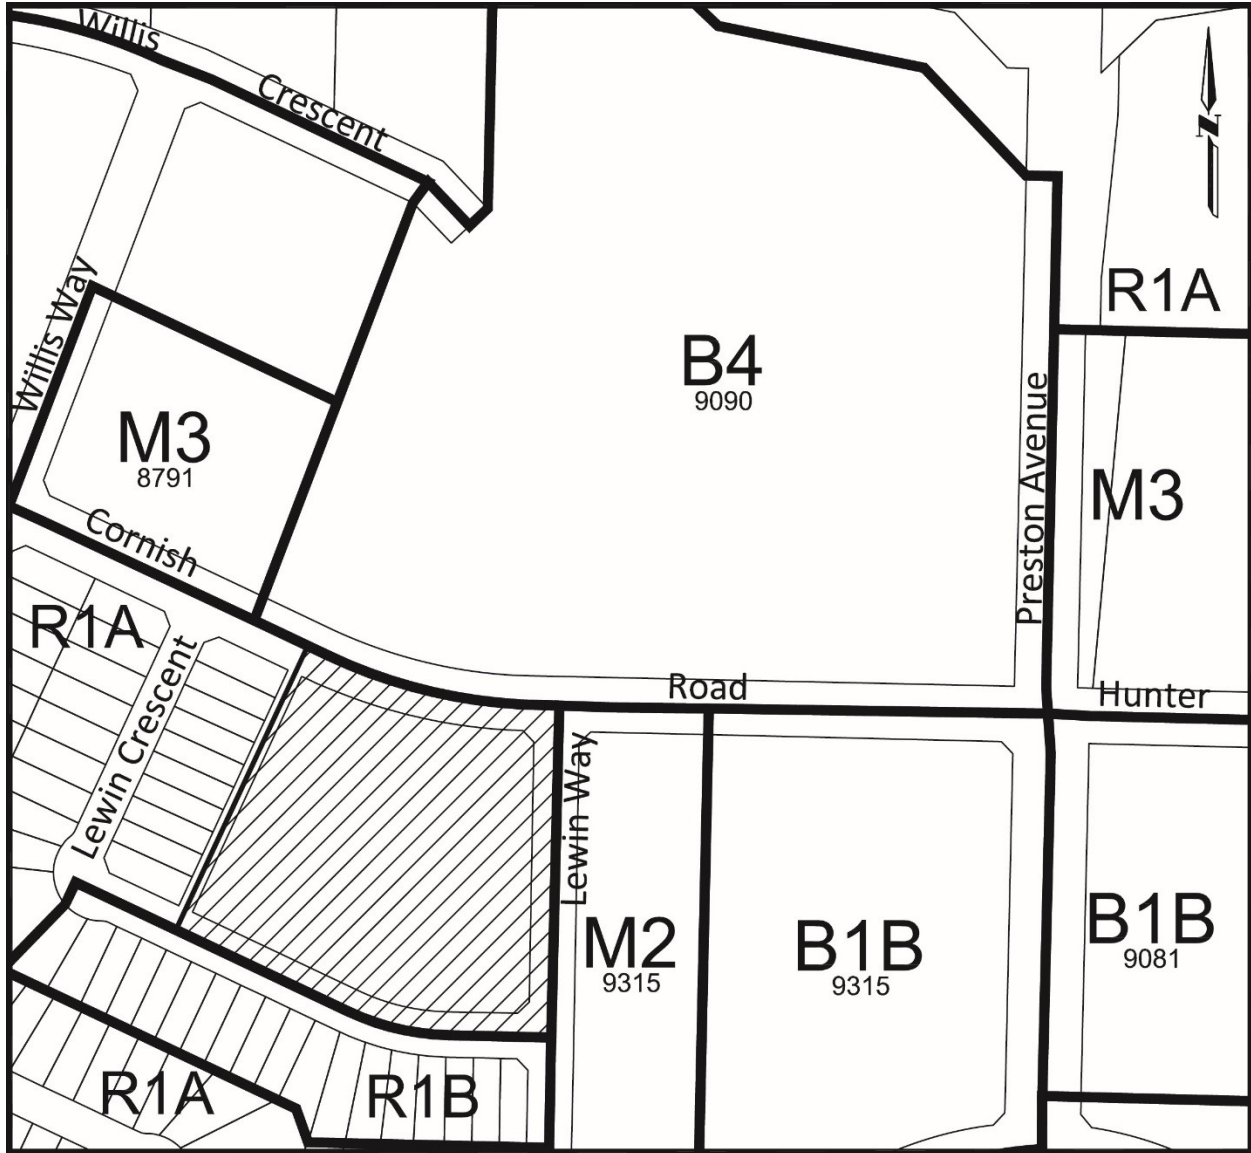 Willis
Crescent
N
R1A
Willis Way
B4
9090
Preston Avenue
M3
8791
M3
Cornish
R1A
Lewin Crescent
Road
Hunter
Lewin Way
M2
9315
B1B
9315
B1B
9081
R1A
R1B